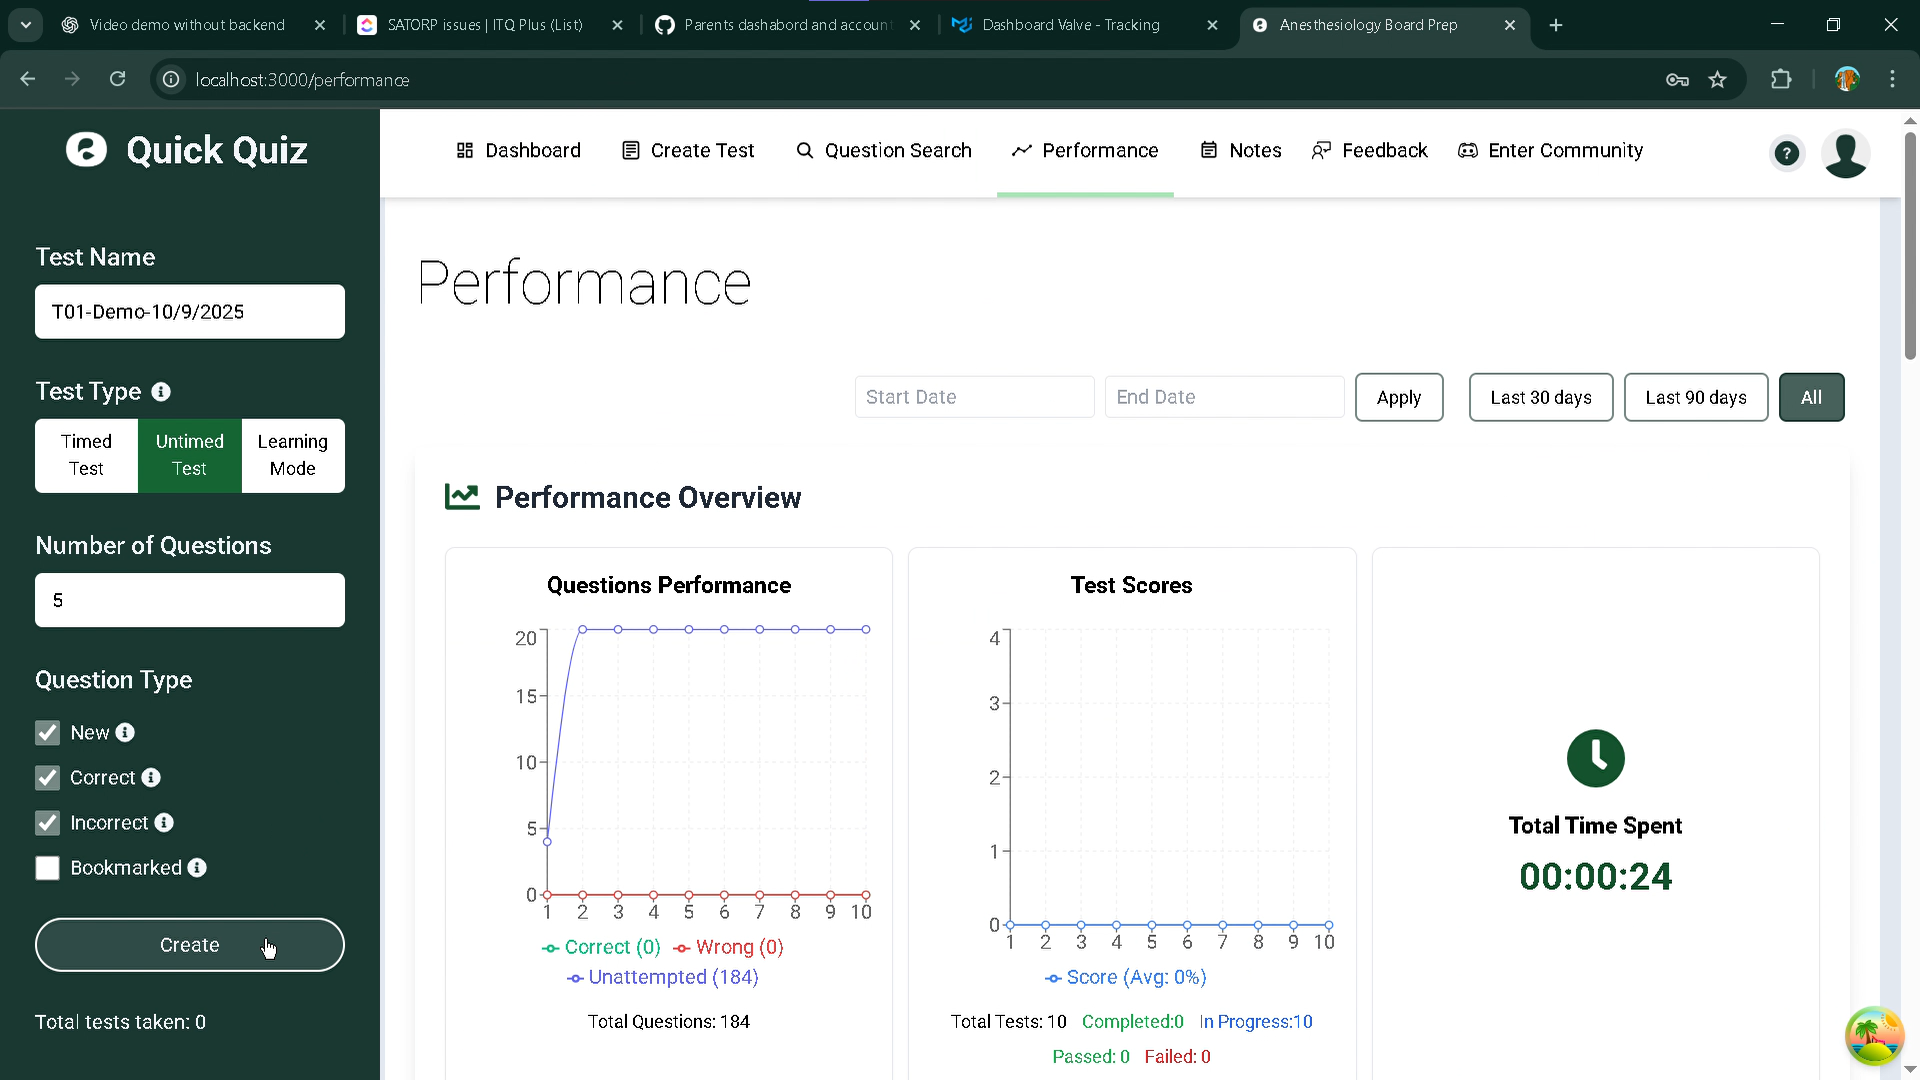 Video demo without backend
SATORP issues | ITQ Plus (List)
Parents dashabord and accoun
Dashboard Valve - Tracking
Anesthesiology Board Prep
localhost:3000/performance
Quick Quiz
Dashboard
Create Test
Question Search
Performance
Notes
Feedback
Enter Community
?
Test Name
T01-Demo-10/9/2025
Test Type
Timed Test
Untimed Test
Learning Mode
Number of Questions
5
Question Type
New
Correct
Incorrect
Bookmarked
Create
Total tests taken: 0
Performance
Start Date
End Date
Apply
Last 30 days
Last 90 days
All
Performance Overview
Questions Performance
20
15
10
5
0
1 2 3 4 5 6 7 8 9 10
Correct (0) Wrong (0)
Unattempted (184)
Total Questions: 184
Test Scores
4
3
2
1
0
1 2 3 4 5 6 7 8 9 10
Score (Avg: 0%)
Total Tests: 10 Completed:0 In Progress:10
Passed: 0 Failed: 0
Total Time Spent
00:00:24